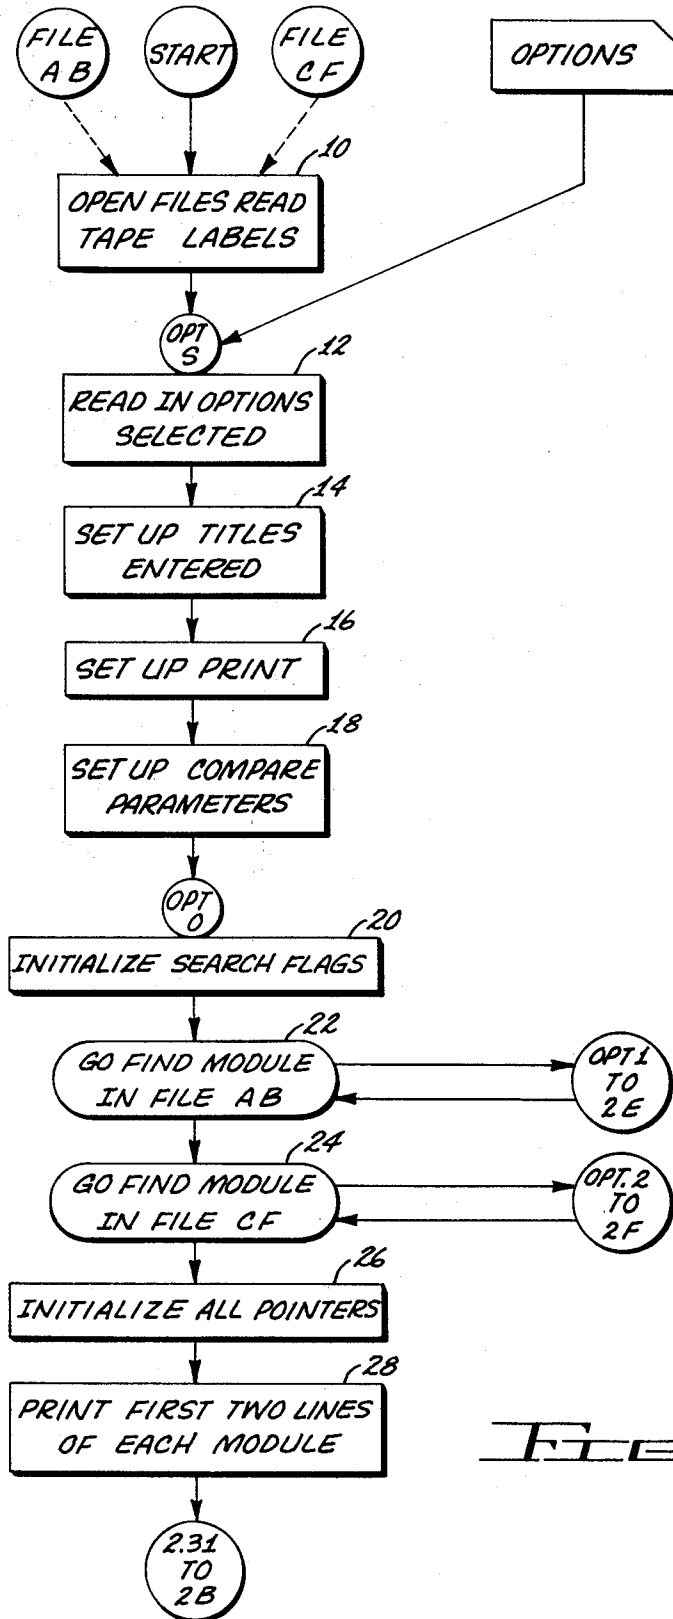 FILE
AB
START
FILE
CF
OPTIONS
10
OPEN FILES READ
TAPE LABELS
OPT
S
12
READ IN OPTIONS
SELECTED
14
SET UP TITLES
ENTERED
16
SET UP PRINT
18
SET UP COMPARE
PARAMETERS
OPT
O
20
INITIALIZE SEARCH FLAGS
22
GO FIND MODULE
IN FILE AB
OPT1
TO
2E
24
GO FIND MODULE
IN FILE CF
OPT.2
TO
2F
26
INITIALIZE ALL POINTERS
28
PRINT FIRST TWO LINES
OF EACH MODULE
2.31
TO
2B